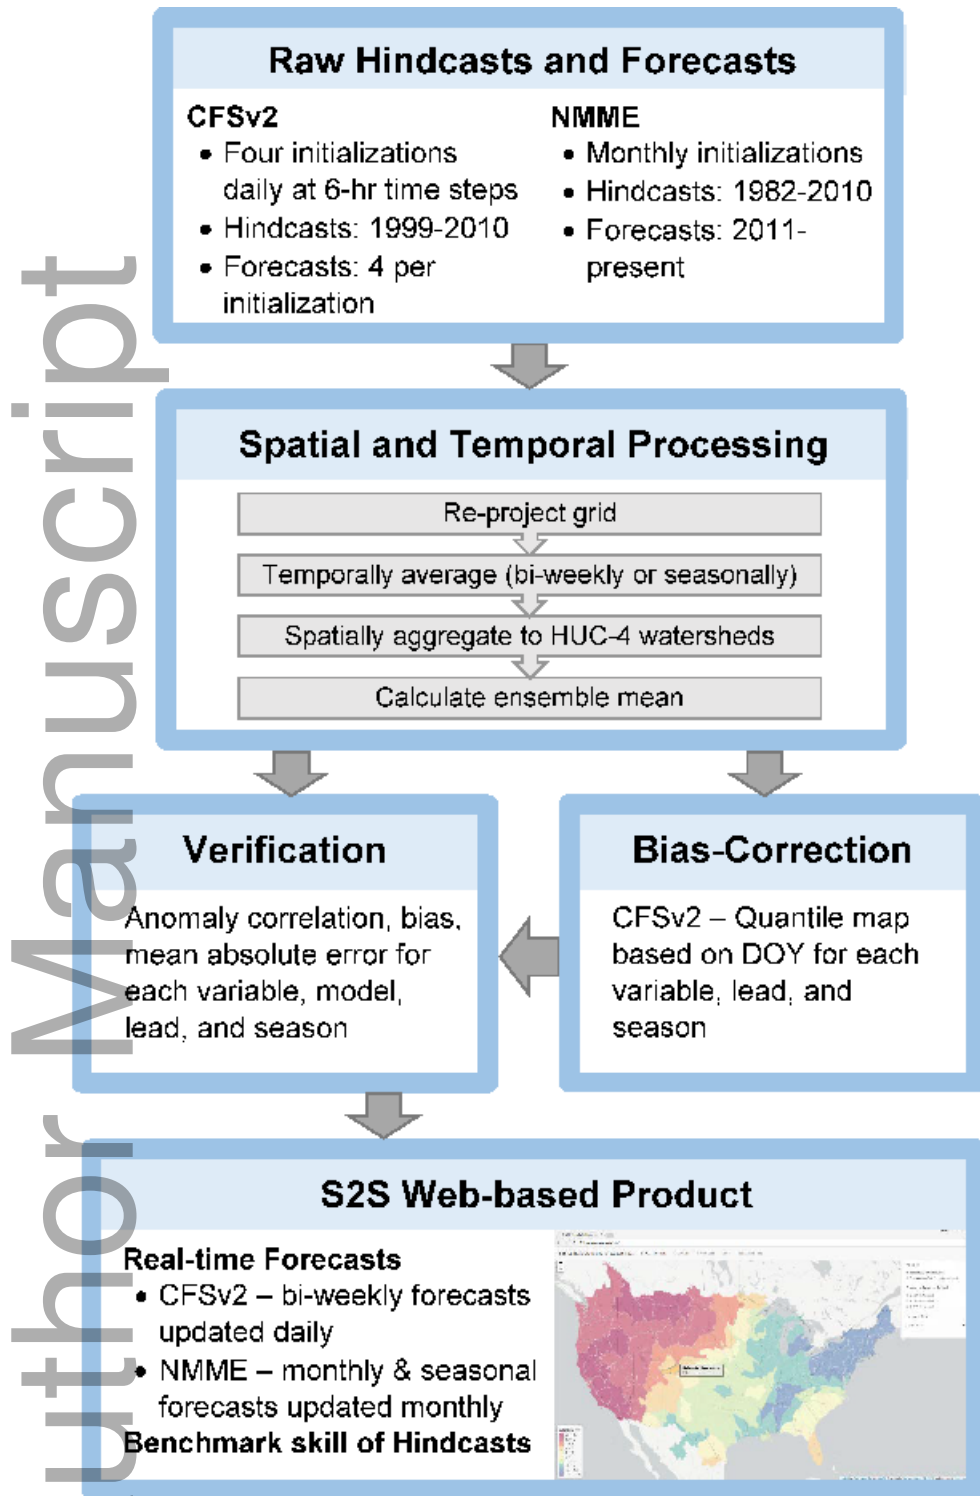 Raw Hindcasts and Forecasts
CFSv2
• Four initializations
daily at 6-hr time steps
• Hindcasts: 1999-2010
• Forecasts: 4 per
initialization
NMME
• Monthly initializations
• Hindcasts: 1982-2010
• Forecasts: 2011-
present
Spatial and Temporal Processing
Re-project grid
Temporally average (bi-weekly or seasonally)
Spatially aggregate to HUC-4 watersheds
Calculate ensemble mean
Verification
Anomaly correlation, bias,
mean absolute error for
each variable, model,
lead, and season
Bias-Correction
CFSv2 – Quantile map
based on DOY for each
variable, lead, and
season
S2S Web-based Product
Real-time Forecasts
• CFSv2 – bi-weekly forecasts
updated daily
• NMME – monthly & seasonal
forecasts updated monthly
Benchmark skill of Hindcasts
uthor Manuscript